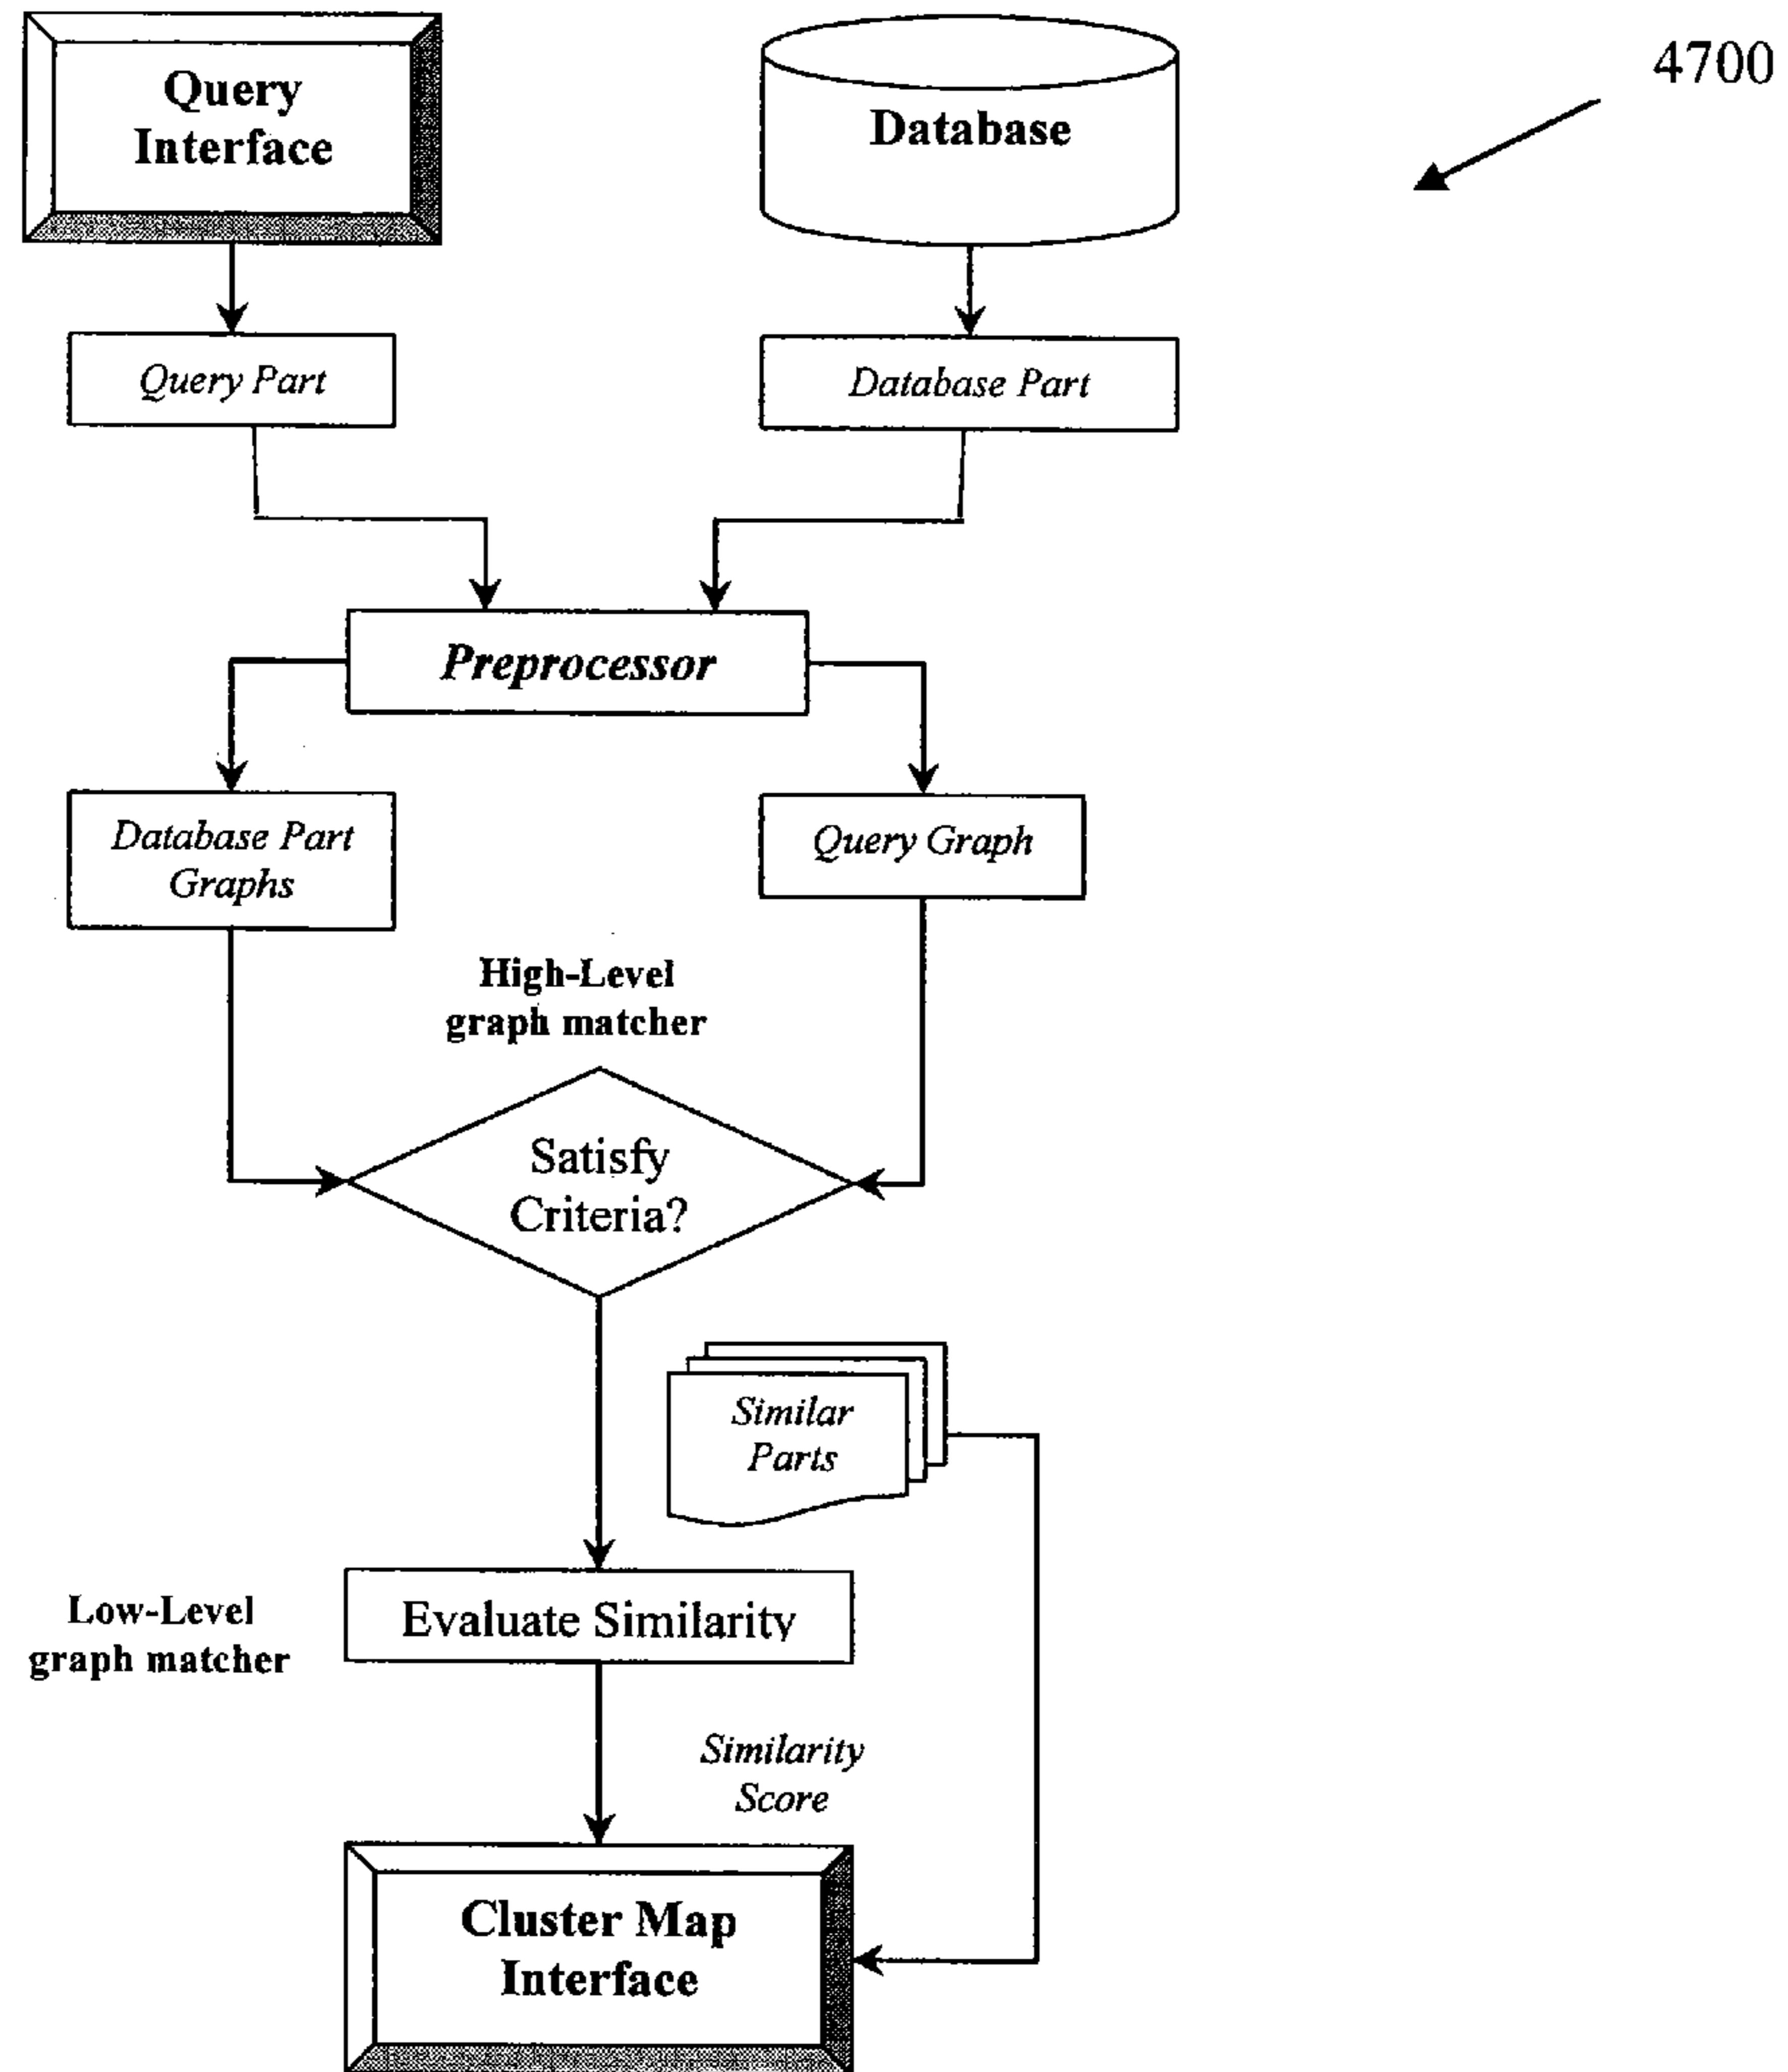 Query
Interface
Database
4700
Query Part
Database Part
Preprocessor
Database Part
Graphs
Query Graph
High-Level
graph matcher
Satisfy
Criteria?
Similar
Parts
Low-Level
graph matcher
Evaluate Similarity
Similarity
Score
Cluster Map
Interface